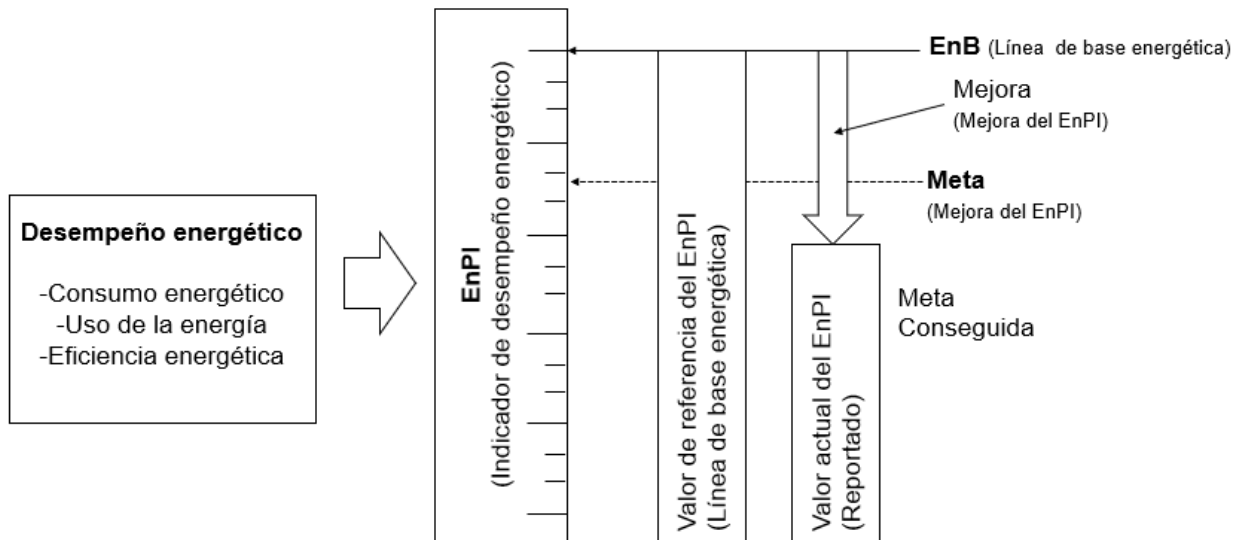 Desempeño energético
-Consumo energético
-Uso de la energía
-Eficiencia energética
EnPI
(Indicador de desempeño energético)
Valor de referencia del EnPI
(Línea de base energética)
Valor actual del EnPI
(Reportado)
EnB (Línea de base energética)
Mejora
(Mejora del EnPI)
Meta
(Mejora del EnPI)
Meta
Conseguida